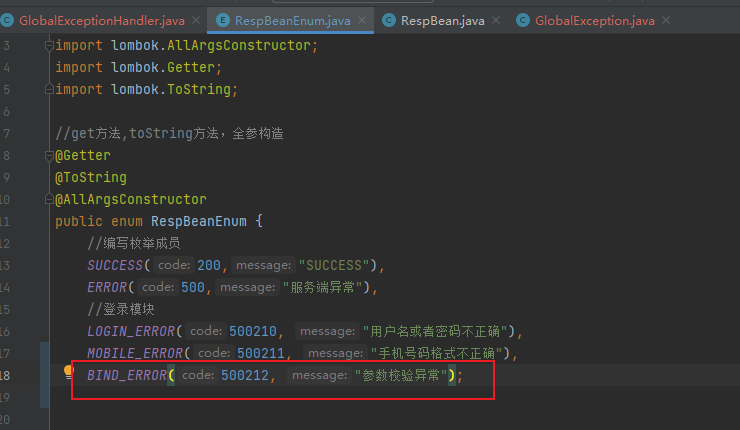 GlobalExceptionHandler.java × RespBeanEnum.java × RespBean.java × GlobalException.java ×
3 import lombok.AllArgsConstructor;
4 import lombok.Getter;
5 import lombok.ToString;
6
7 //get方法,toString方法，全参构造
8 @Getter
9 @ToString
10 @AllArgsConstructor
11 public enum RespBeanEnum {
12 //编写枚举成员
13 SUCCESS( code: 200, message: "SUCCESS"),
14 ERROR( code: 500, message: "服务端异常"),
15 //登录模块
16 LOGIN_ERROR( code: 500210, message: "用户名或者密码不正确"),
17 MOBILE_ERROR( code: 500211, message: "手机号码格式不正确"),
18 BIND_ERROR( code: 500212, message: "参数校验异常");
19
20